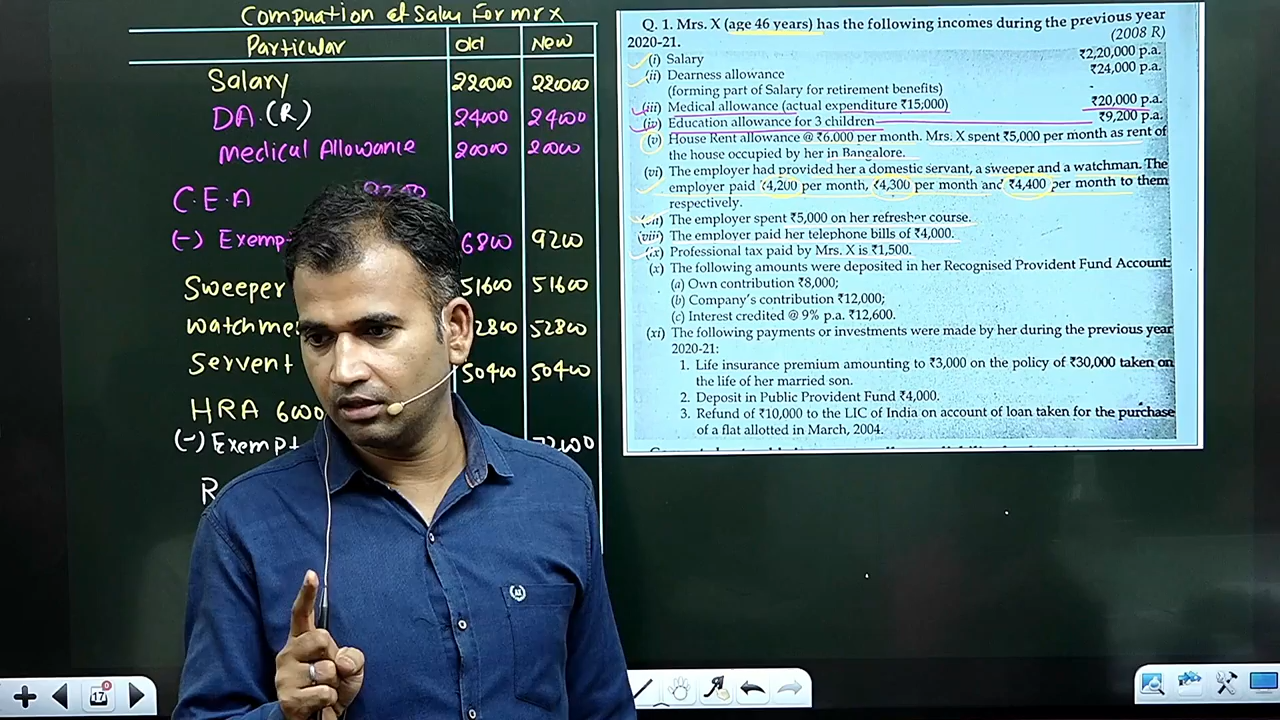 Compuation of Salary For mr x
Particular Old New
Salary 220000 220000
DA.(R) 24000 24000
Medical Allowance 20000 20000
C.E.A 9200
(-) Exemp 6800 9200
Sweeper 51600 51600
watchme 2800 52800
Servent 50400 50400
HRA 6000
(-) Exempt
R
Q. 1. Mrs. X (age 46 years) has the following incomes during the previous year
2020-21. (2008 R)
(i) Salary ₹2,20,000 p.a.
(ii) Dearness allowance ₹24,000 p.a.
(forming part of Salary for retirement benefits)
(iii) Medical allowance (actual expenditure ₹15,000) ₹20,000 p.a.
(iv) Education allowance for 3 children ₹9,200 p.a.
(v) House Rent allowance @ ₹6,000 per month. Mrs. X spent ₹5,000 per month as rent of
the house occupied by her in Bangalore.
(vi) The employer had provided her a domestic servant, a sweeper and a watchman. The
employer paid ₹4,200 per month, ₹4,300 per month and ₹4,400 per month to them
respectively.
(vii) The employer spent ₹5,000 on her refresher course.
(viii) The employer paid her telephone bills of ₹4,000.
(ix) Professional tax paid by Mrs. X is ₹1,500.
(x) The following amounts were deposited in her Recognised Provident Fund Account:
(a) Own contribution ₹8,000;
(b) Company's contribution ₹12,000;
(c) Interest credited @ 9% p.a. ₹12,600.
(xi) The following payments or investments were made by her during the previous year
2020-21:
1. Life insurance premium amounting to ₹3,000 on the policy of ₹30,000 taken on
the life of her married son.
2. Deposit in Public Provident Fund ₹4,000.
3. Refund of ₹10,000 to the LIC of India on account of loan taken for the purchase
of a flat allotted in March, 2004.
17